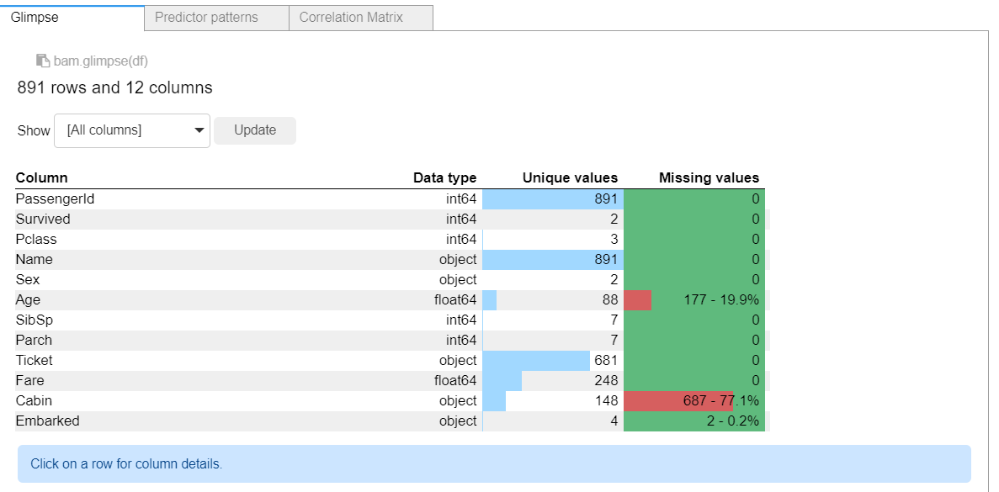 Glimpse Predictor patterns Correlation Matrix
bam.glimpse(df)
891 rows and 12 columns
Show [All columns] Update
Column Data type Unique values Missing values
PassengerId int64 891 0
Survived int64 2 0
Pclass int64 3 0
Name object 891 0
Sex object 2 0
Age float64 88 177 - 19.9%
SibSp int64 7 0
Parch int64 7 0
Ticket object 681 0
Fare float64 248 0
Cabin object 148 687 - 77.1%
Embarked object 4 2 - 0.2%
Click on a row for column details.